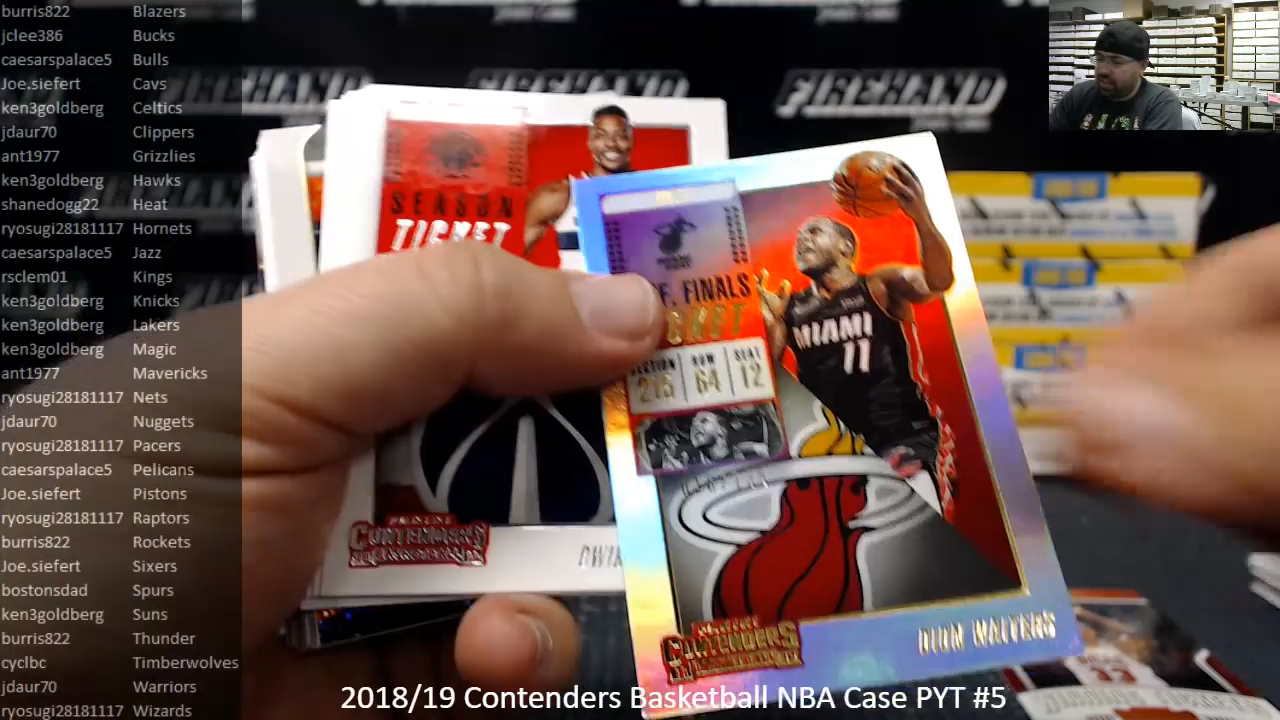 burris822 Blazers
jclee386 Bucks
caesarspalace5 Bulls
Joe.siefert Cavs
ken3goldberg Celtics
jdaur70 Clippers
ant1977 Grizzlies
ken3goldberg Hawks
shanedogg22 Heat
ryosugi28181117 Hornets
caesarspalace5 Jazz
rsclem01 Kings
ken3goldberg Knicks
ken3goldberg Lakers
ken3goldberg Magic
ant1977 Mavericks
ryosugi28181117 Nets
jdaur70 Nuggets
ryosugi28181117 Pacers
caesarspalace5 Pelicans
Joe.siefert Pistons
ryosugi28181117 Raptors
burris822 Rockets
Joe.siefert Sixers
bostonsdad Spurs
ken3goldberg Suns
burris822 Thunder
cyclbc Timberwolves
jdaur70 Warriors
ryosugi28181117 Wizards
FIREHAND
FIREHAND
SEASON
TICKET
CONTENDERS
F. FINALS
SECTION ROW SEAT
215 64 12
MIAMI
11
CONTENDERS
DION WAITERS
33
2018/19 Contenders Basketball NBA Case PYT #5